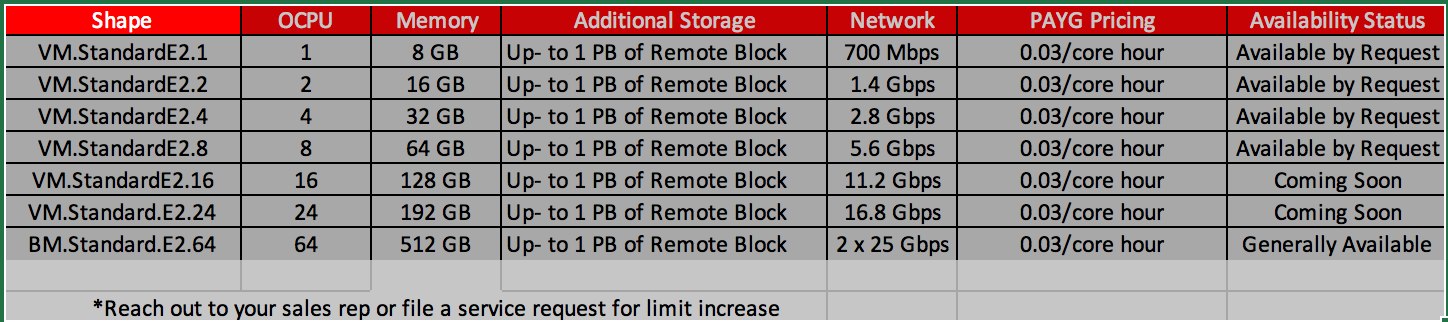 Shape OCPU Memory Additional Storage Network PAYG Pricing Availability Status
VM.StandardE2.1 1 8 GB Up- to 1 PB of Remote Block 700 Mbps 0.03/core hour Available by Request
VM.StandardE2.2 2 16 GB Up- to 1 PB of Remote Block 1.4 Gbps 0.03/core hour Available by Request
VM.StandardE2.4 4 32 GB Up- to 1 PB of Remote Block 2.8 Gbps 0.03/core hour Available by Request
VM.StandardE2.8 8 64 GB Up- to 1 PB of Remote Block 5.6 Gbps 0.03/core hour Available by Request
VM.StandardE2.16 16 128 GB Up- to 1 PB of Remote Block 11.2 Gbps 0.03/core hour Coming Soon
VM.Standard.E2.24 24 192 GB Up- to 1 PB of Remote Block 16.8 Gbps 0.03/core hour Coming Soon
BM.Standard.E2.64 64 512 GB Up- to 1 PB of Remote Block 2 x 25 Gbps 0.03/core hour Generally Available
*Reach out to your sales rep or file a service request for limit increase